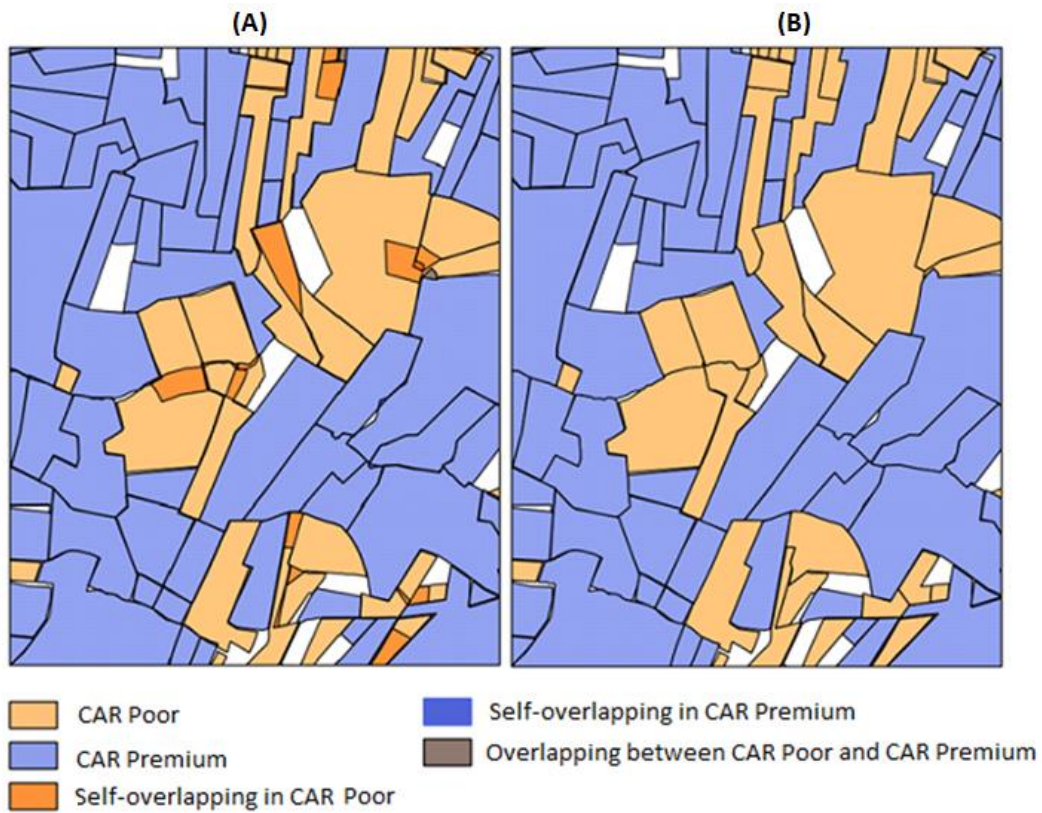 (A)
(B)
CAR Poor
CAR Premium
Self-overlapping in CAR Poor
Self-overlapping in CAR Premium
Overlapping between CAR Poor and CAR Premium